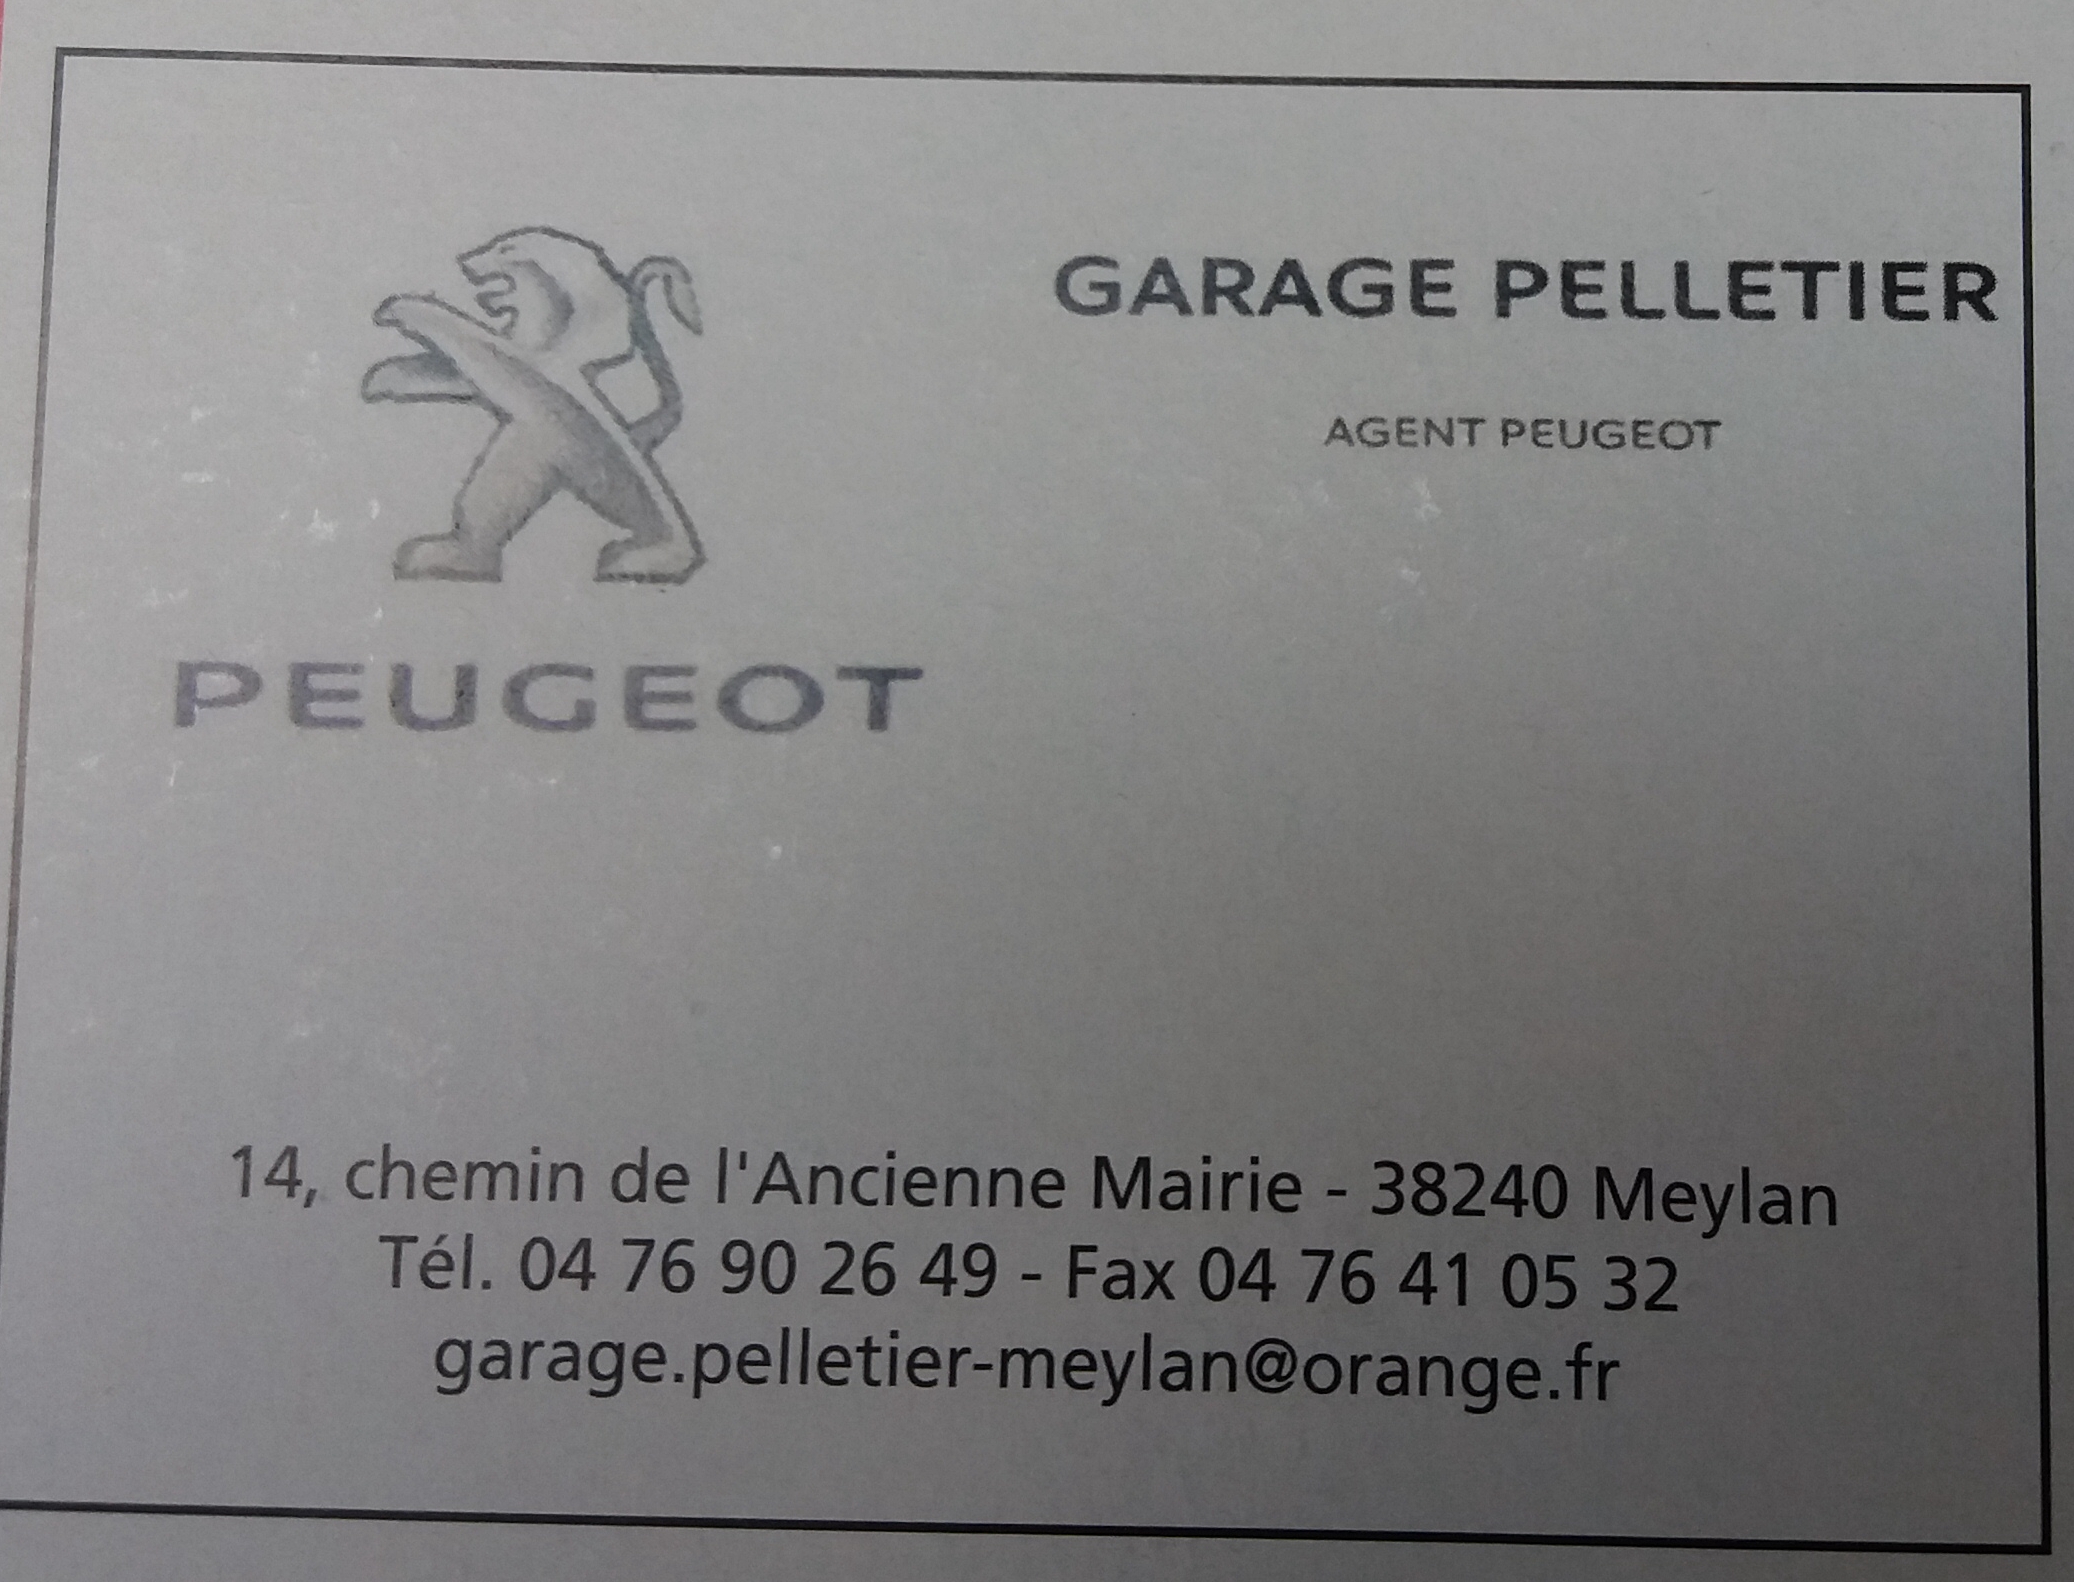 GARAGE PELLETIER
AGENT PEUGEOT
PEUGEOT
14, chemin de l'Ancienne Mairie - 38240 Meylan
Tél. 04 76 90 26 49 - Fax 04 76 41 05 32
garage.pelletier-meylan@orange.fr